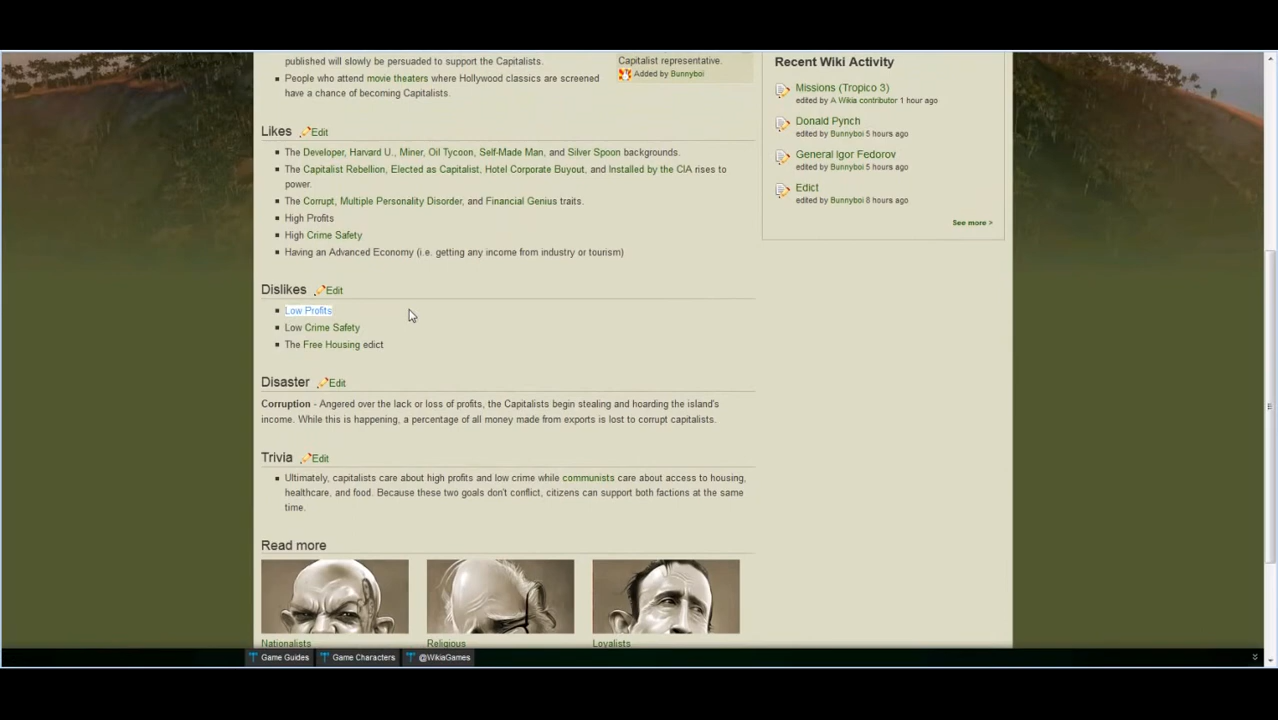 published will slowly be persuaded to support the Capitalists.
People who attend movie theaters where Hollywood classics are screened
have a chance of becoming Capitalists.
Capitalist representative.
Added by Bunnyboi
Likes Edit
The Developer, Harvard U., Miner, Oil Tycoon, Self-Made Man, and Silver Spoon backgrounds.
The Capitalist Rebellion, Elected as Capitalist, Hotel Corporate Buyout, and Installed by the CIA rises to
power.
The Corrupt, Multiple Personality Disorder, and Financial Genius traits.
High Profits
High Crime Safety
Having an Advanced Economy (i.e. getting any income from industry or tourism)
Dislikes Edit
Low Profits
Low Crime Safety
The Free Housing edict
Disaster Edit
Corruption - Angered over the lack or loss of profits, the Capitalists begin stealing and hoarding the island's
income. While this is happening, a percentage of all money made from exports is lost to corrupt capitalists.
Trivia Edit
Ultimately, capitalists care about high profits and low crime while communists care about access to housing,
healthcare, and food. Because these two goals don't conflict, citizens can support both factions at the same
time.
Read more
Nationalists
Religious
Loyalists
Recent Wiki Activity
Missions (Tropico 3)
edited by A Wikia contributor 1 hour ago
Donald Pynch
edited by Bunnyboi 5 hours ago
General Igor Fedorov
edited by Bunnyboi 5 hours ago
Edict
edited by Bunnyboi 8 hours ago
See more >
Game Guides Game Characters @WikiaGames